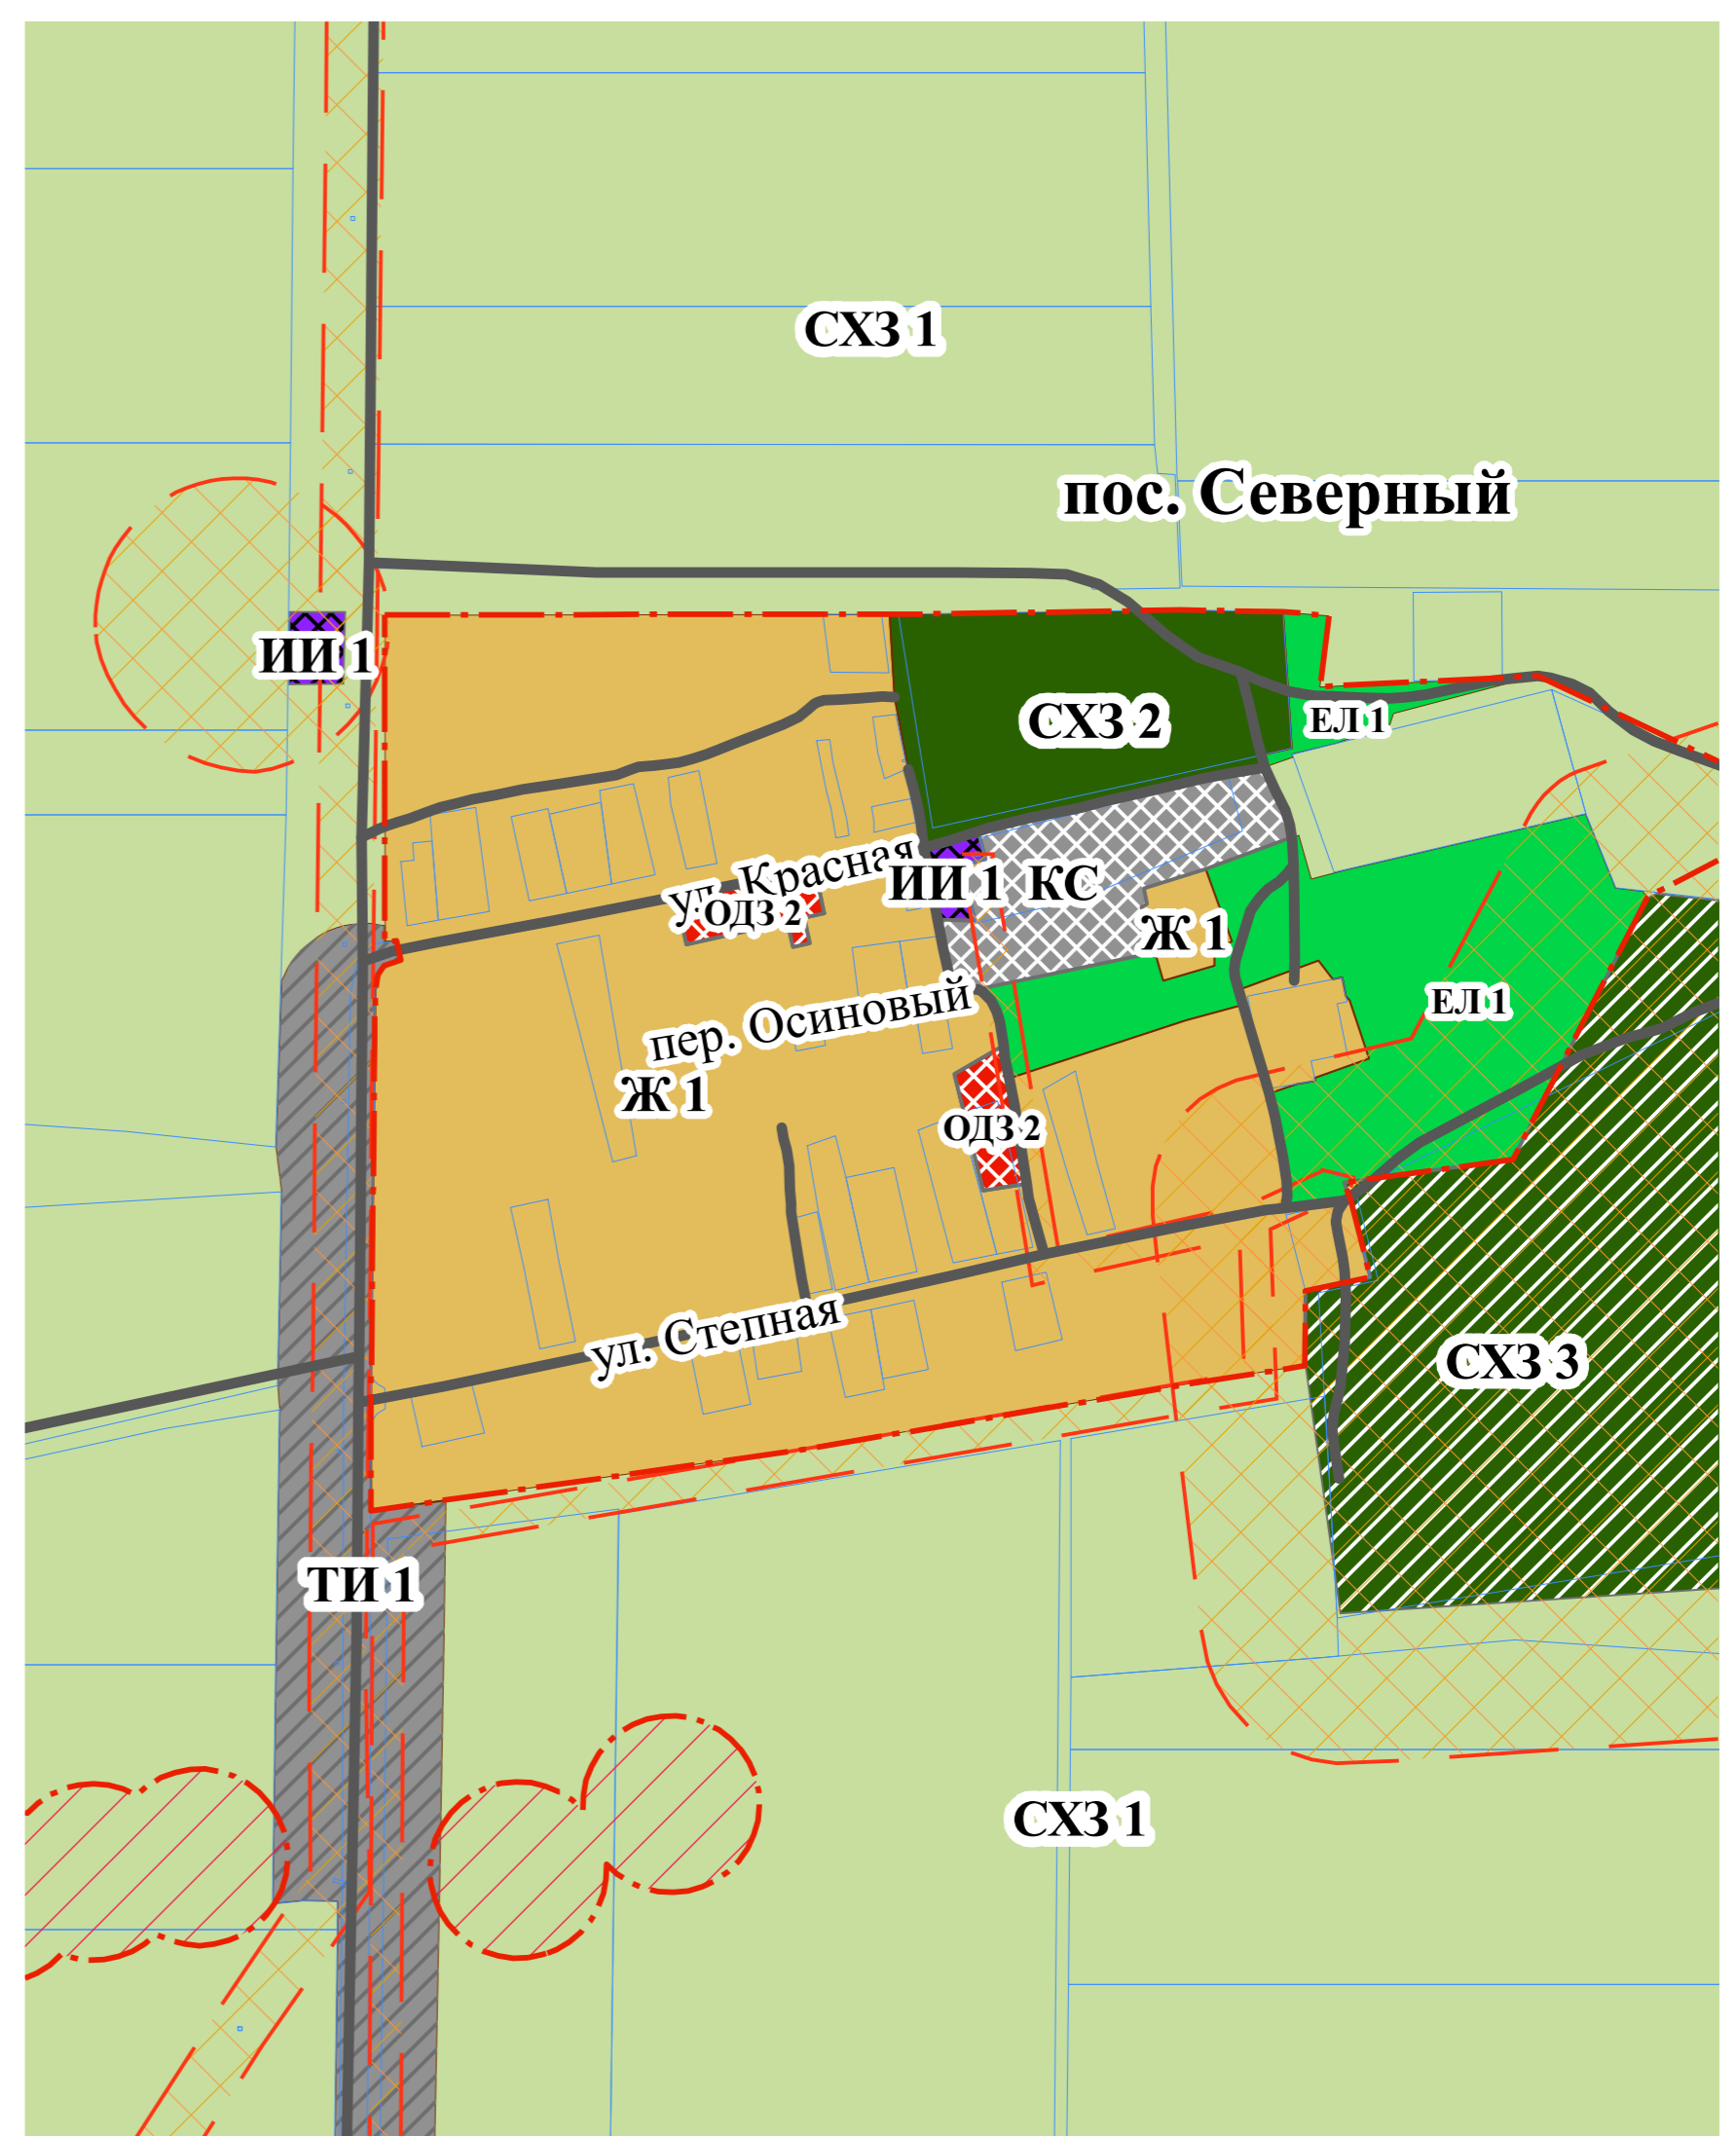 СХЗ 1
пос. Северный
ИИ 1
СХЗ 2
ЕЛ 1
ул. Красная
ОДЗ 2
ИИ 1
КС
Ж 1
пер. Осиновый
ЕЛ 1
Ж 1
ОДЗ 2
ул. Степная
СХЗ 3
ТИ 1
СХЗ 1